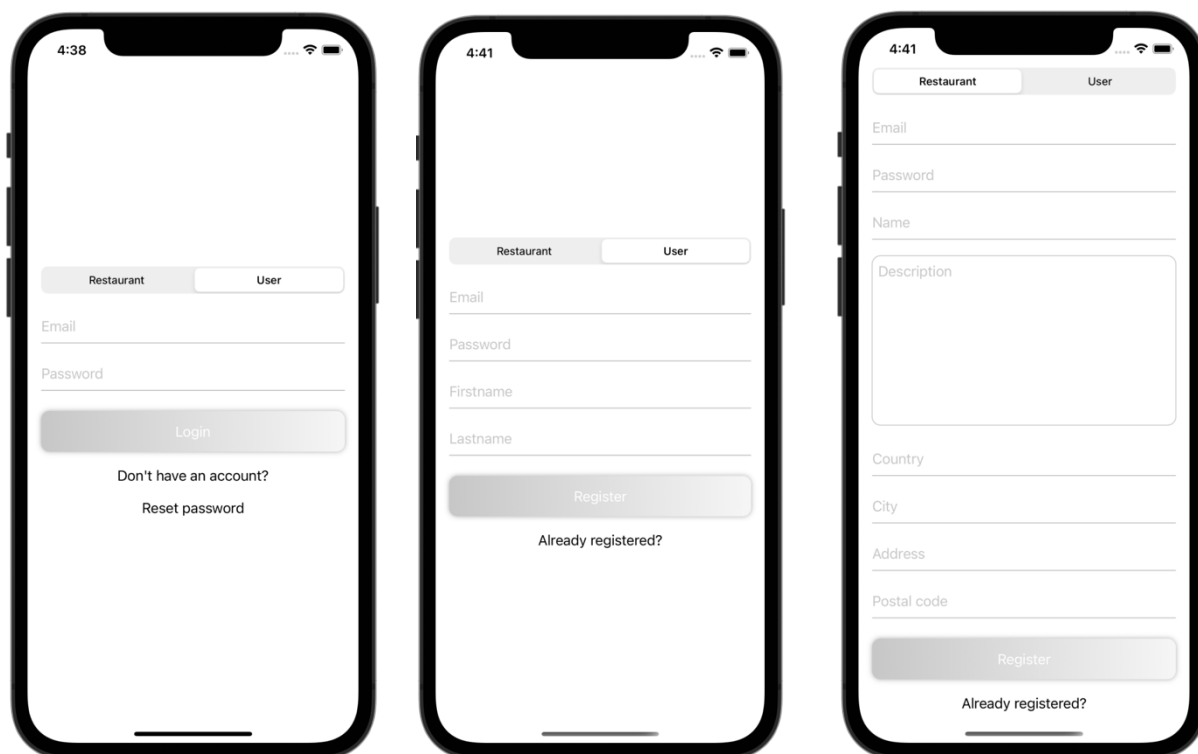 4:38
Restaurant User
Email
Password
Login
Don't have an account?
Reset password
4:41
Restaurant User
Email
Password
Firstname
Lastname
Register
Already registered?
4:41
Restaurant User
Email
Password
Name
Description
Country
City
Address
Postal code
Register
Already registered?